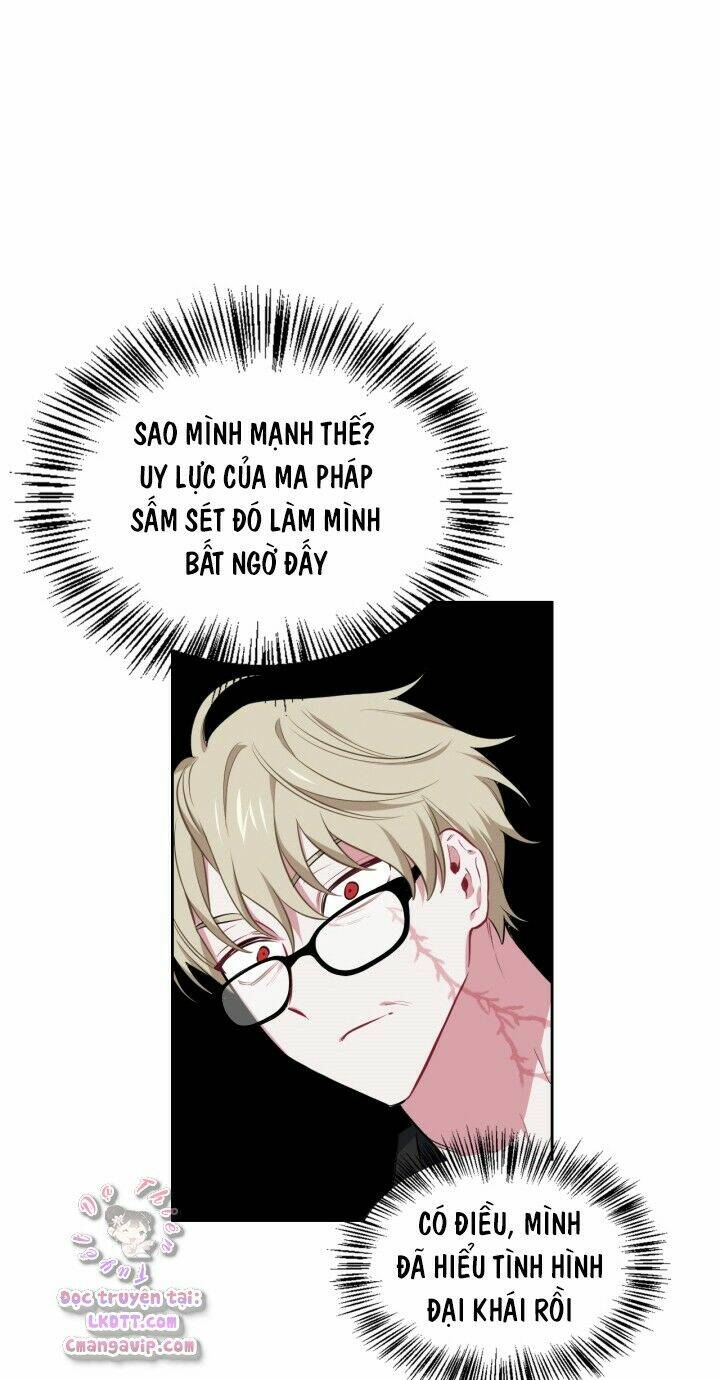 SAO MÌNH MẠNH THẾ?
UY LỰC CỦA MA PHÁP
SẤM SÉT ĐÓ LÀM MÌNH
BẤT NGỜ ĐẤY
CÓ ĐIỀU, MÌNH
ĐÃ HIỂU TÌNH HÌNH
ĐẠI KHÁI RỒI
Đọc truyện tại:
LKDTT.com
Cmangavip.com